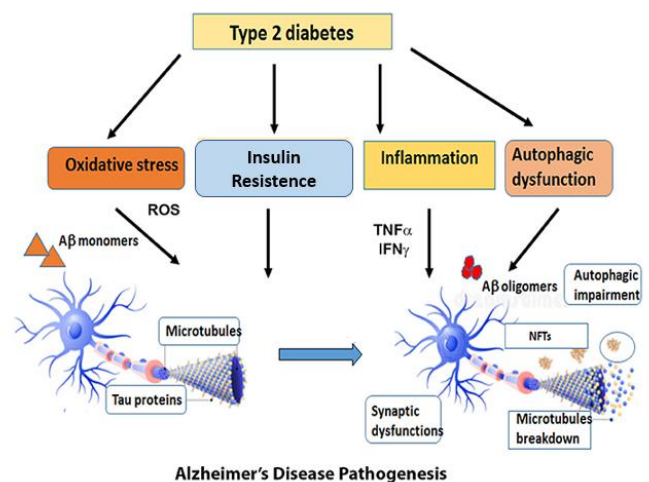 Type 2 diabetes
Oxidative stress
Insulin
Resistence
Inflammation
Autophagic
dysfunction
ROS
TNFα
IFNγ
Aβ monomers
Aβ oligomers
Autophagic
impairment
Microtubules
NFTs
Tau proteins
Synaptic
dysfunctions
Microtubules
breakdown
Alzheimer's Disease Pathogenesis